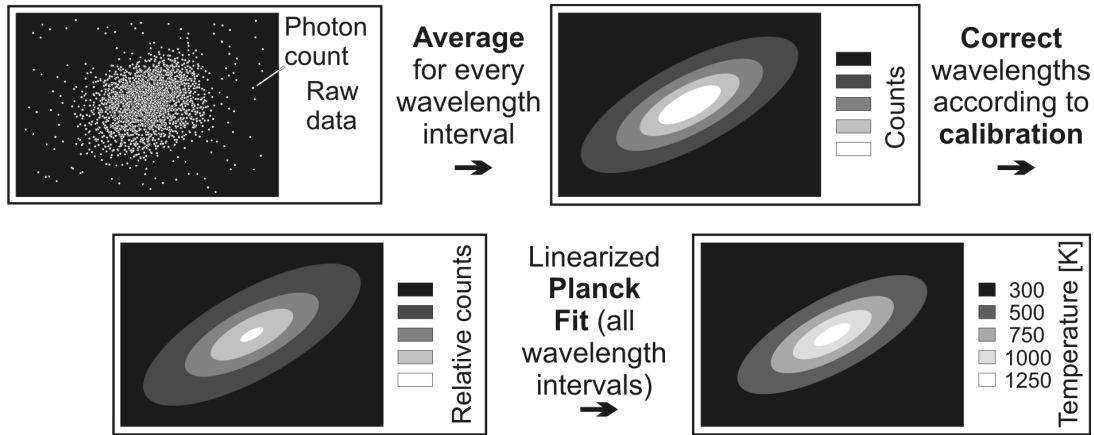 Photon
count
Raw
data
Average
for every
wavelength
interval
Counts
Correct
wavelengths
according to
calibration
Relative counts
Linearized
Planck
Fit (all
wavelength
intervals)
300
500
750
1000
1250
Temperature [K]